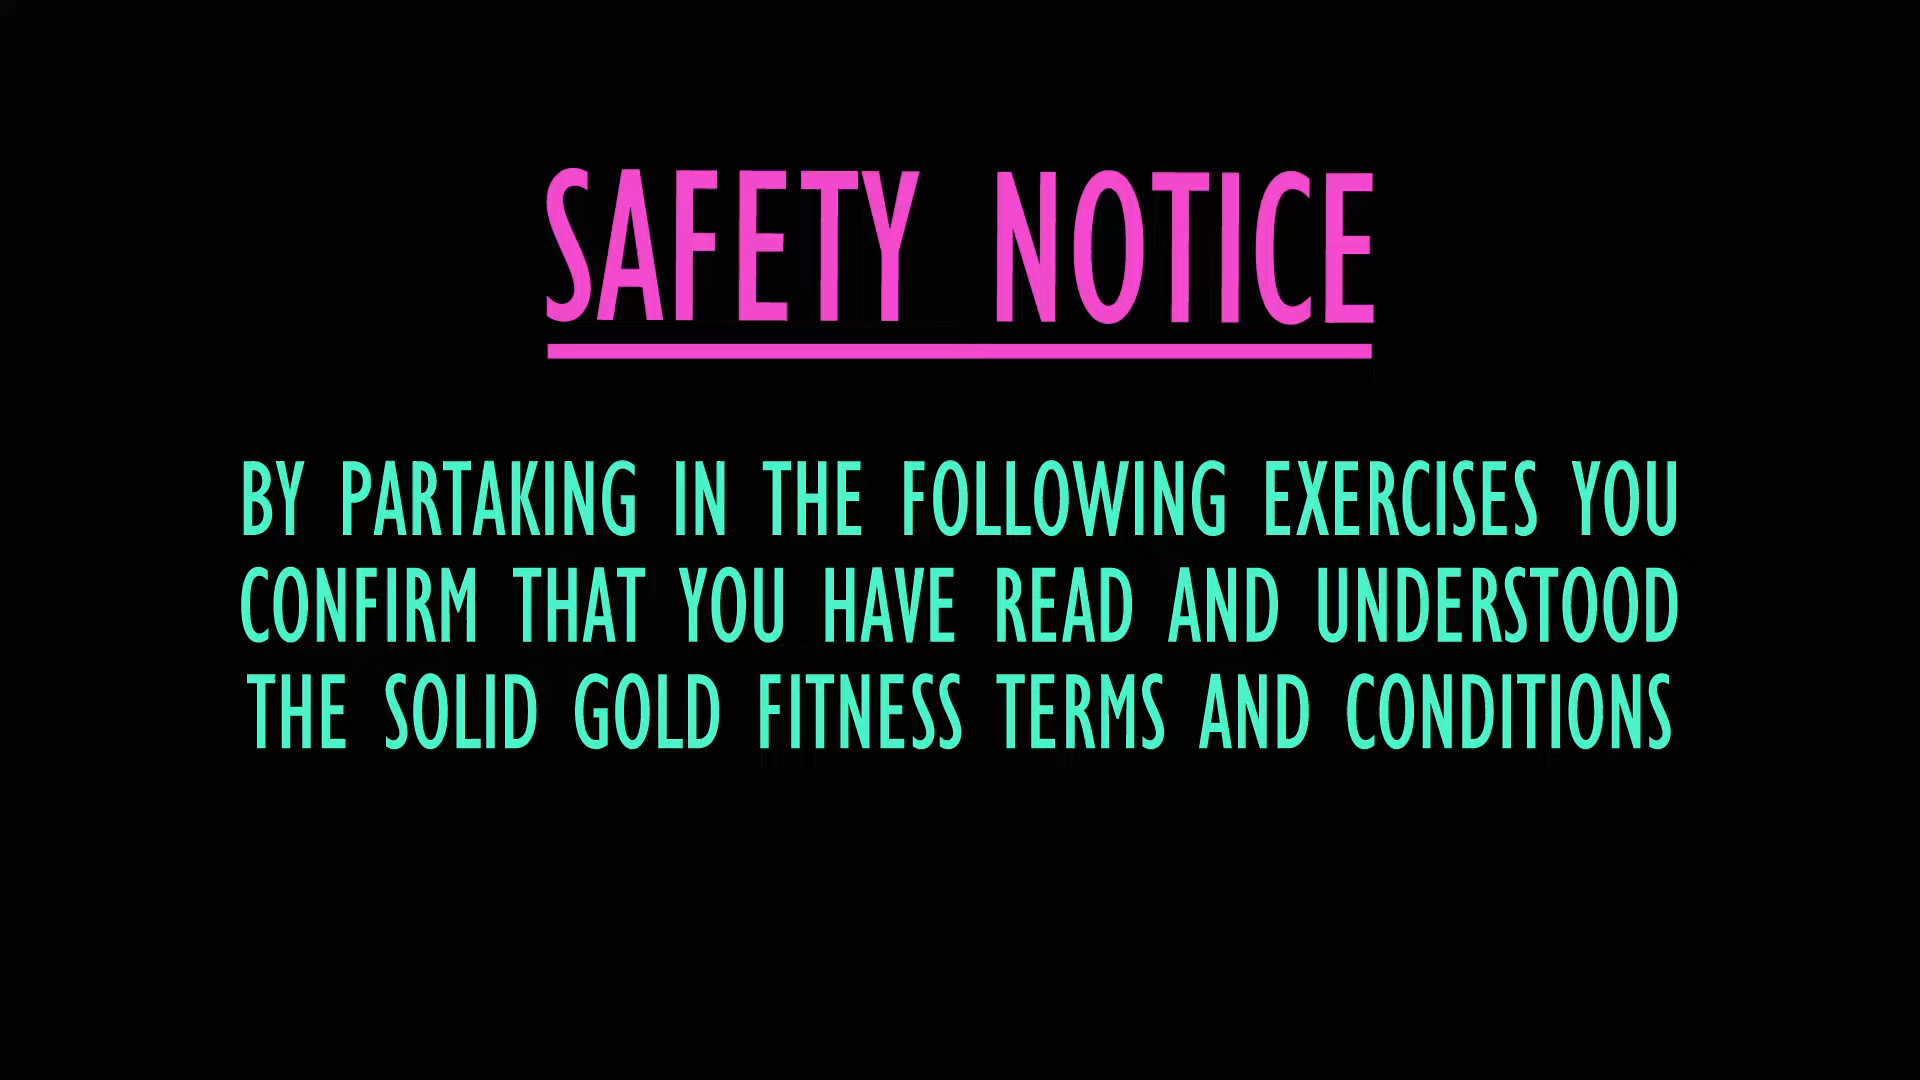 SAFETY NOTICE
BY PARTAKING IN THE FOLLOWING EXERCISES YOU
CONFIRM THAT YOU HAVE READ AND UNDERSTOOD
THE SOLID GOLD FITNESS TERMS AND CONDITIONS